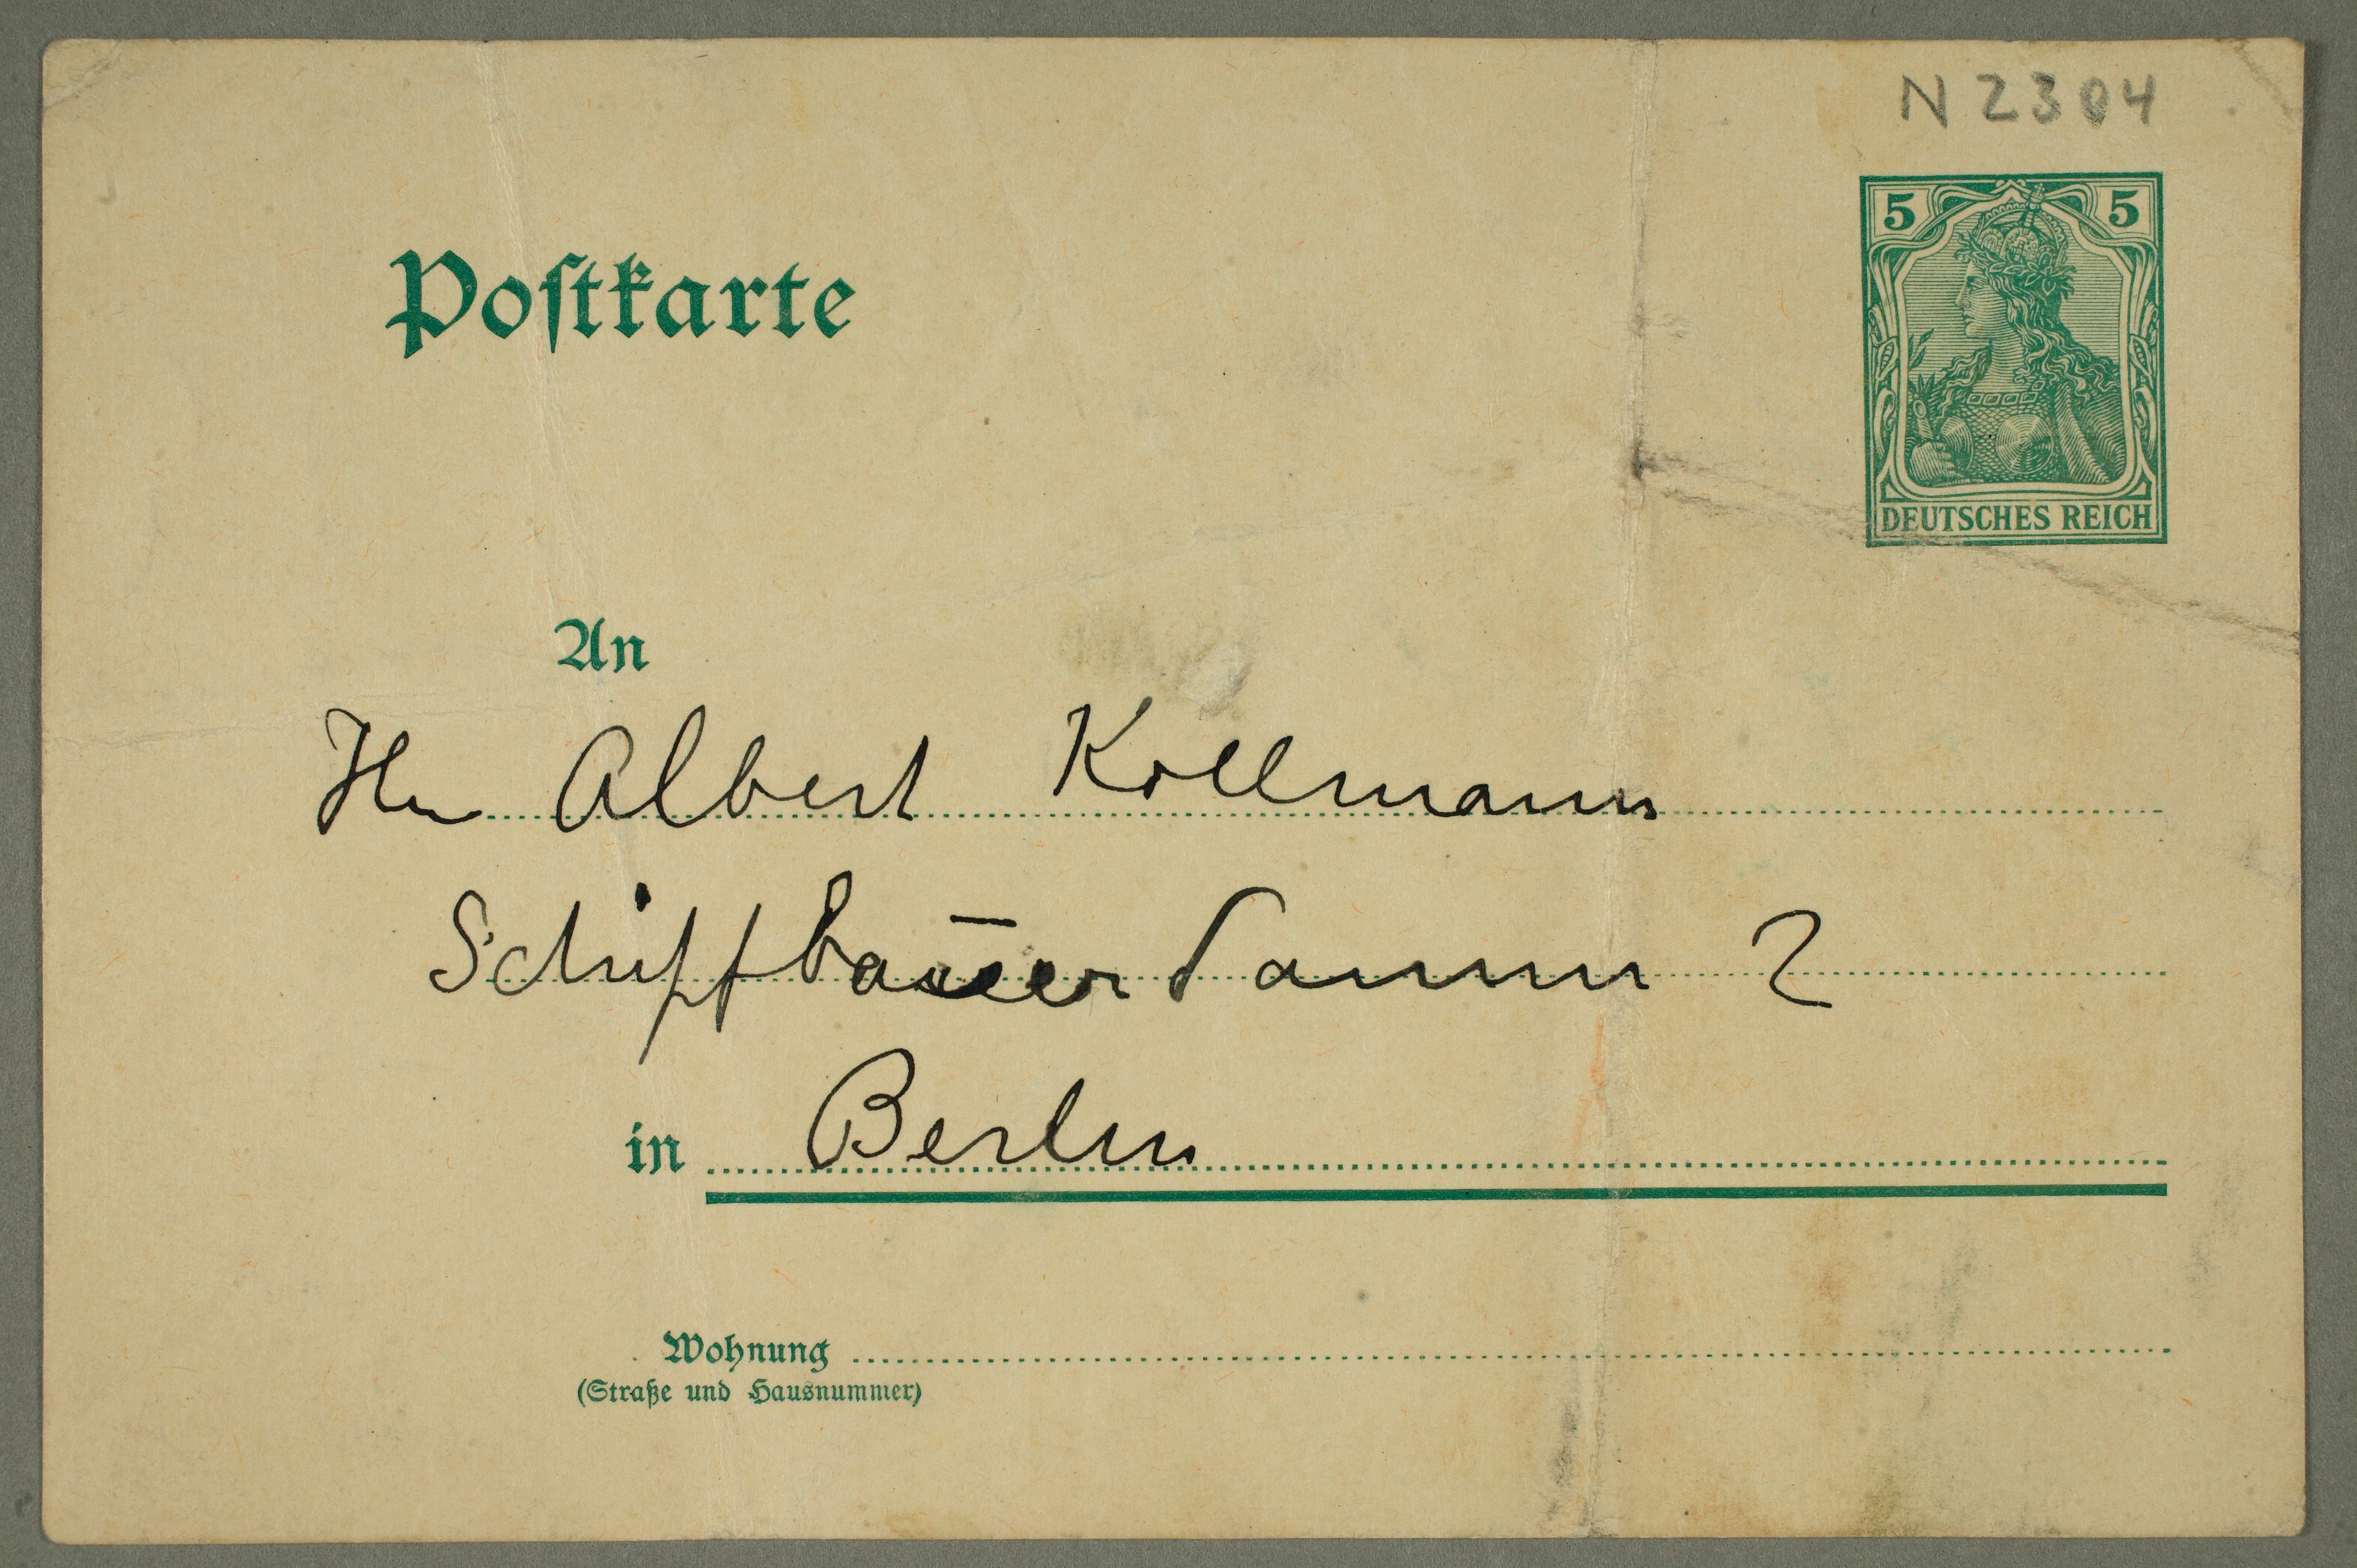 N 2304
5 5
Postkarte
DEUTSCHES REICH
An
Hn Albert Kollmann
Schiffbauerdamm 2
in Berlin
Wohnung
(Straße und Hausnummer)